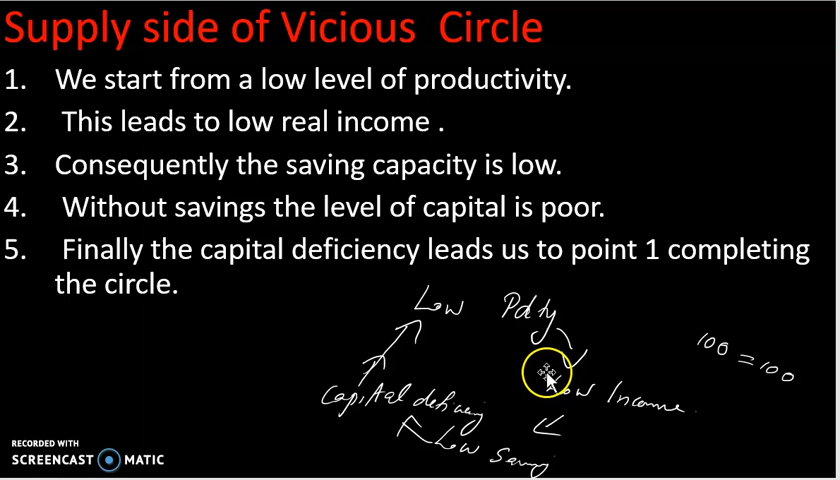 Supply side of Vicious Circle
1. We start from a low level of productivity.
2. This leads to low real income .
3. Consequently the saving capacity is low.
4. Without savings the level of capital is poor.
5. Finally the capital deficiency leads us to point 1 completing
the circle.
Low Pdty
100 = 100
Low Income
Capital
Low Saving
RECORDED WITH
SCREENCAST MATIC